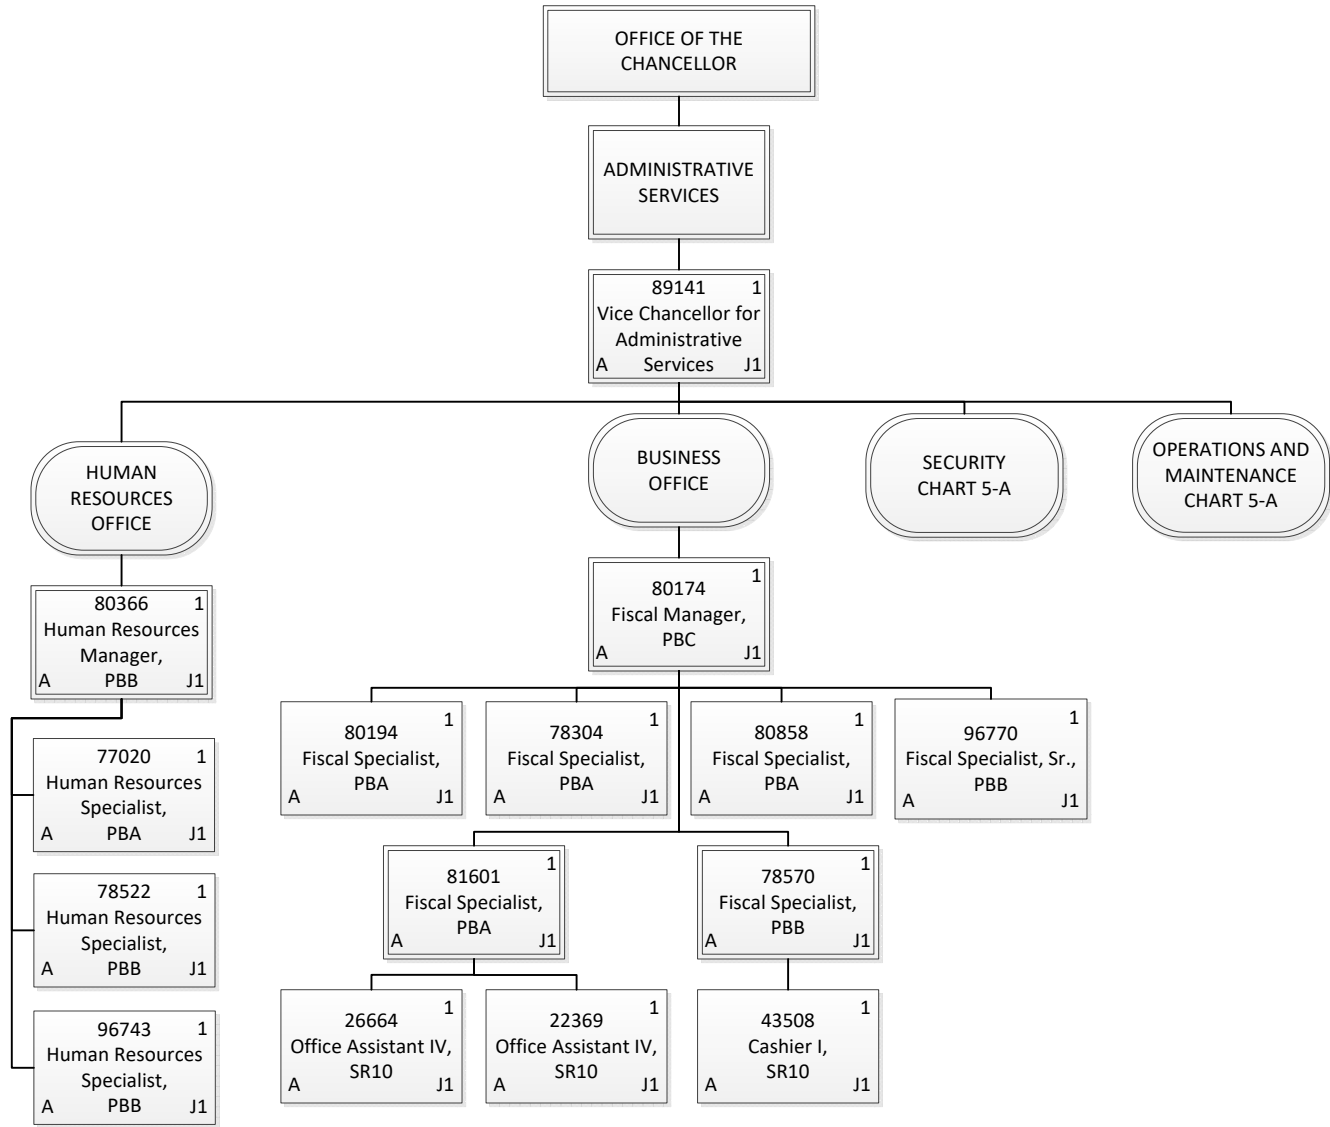 OFFICE OF THE
CHANCELLOR
ADMINISTRATIVE
SERVICES
89141 1
Vice Chancellor for
Administrative
A Services J1
HUMAN
RESOURCES
OFFICE
BUSINESS
OFFICE
SECURITY
CHART 5-A
OPERATIONS AND
MAINTENANCE
CHART 5-A
80366 1
Human Resources
Manager,
A PBB J1
77020 1
Human Resources
Specialist,
A PBA J1
78522 1
Human Resources
Specialist,
A PBB J1
96743 1
Human Resources
Specialist,
A PBB J1
1
80174
Fiscal Manager,
PBC
A J1
1
80194
Fiscal Specialist,
PBA
A J1
1
78304
Fiscal Specialist,
PBA
A J1
1
80858
Fiscal Specialist,
PBA
A J1
1
96770
Fiscal Specialist, Sr.,
PBB
A J1
1
81601
Fiscal Specialist,
PBA
A J1
1
78570
Fiscal Specialist,
PBB
A J1
1
26664
Office Assistant IV,
SR10
A J1
1
22369
Office Assistant IV,
SR10
A J1
1
43508
Cashier I,
SR10
A J1